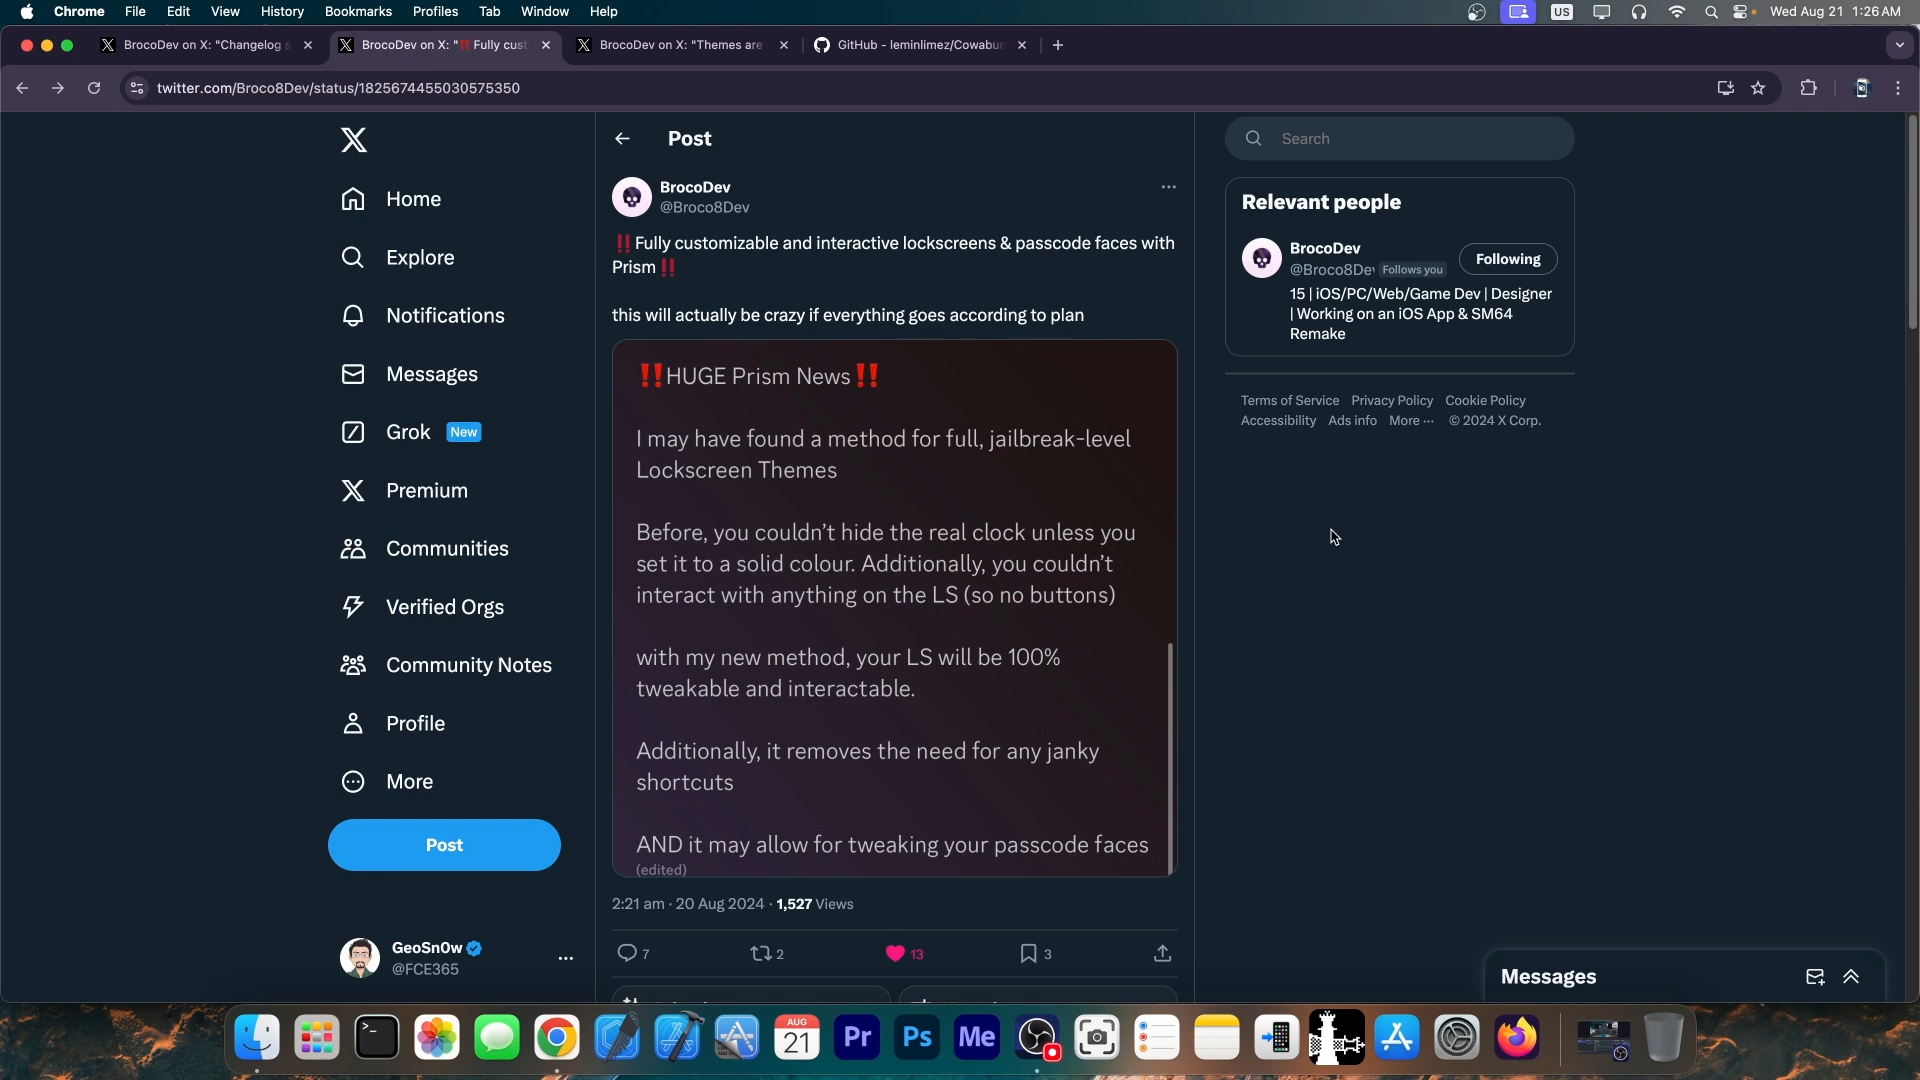 Chrome File Edit View History Bookmarks Profiles Tab Window Help
US
Wed Aug 21 1:26 AM
BrocoDev on X: "Changelog s
BrocoDev on X: "‼️ Fully cust
BrocoDev on X: "Themes are
GitHub - leminlimez/Cowabun
twitter.com/Broco8Dev/status/1825674455030575350
Home
Explore
Notifications
Messages
Grok New
Premium
Communities
Verified Orgs
Community Notes
Profile
More
Post
GeoSn0w
@FCE365
Post
BrocoDev
@Broco8Dev
‼️Fully customizable and interactive lockscreens & passcode faces with
Prism‼️
this will actually be crazy if everything goes according to plan
‼️HUGE Prism News‼️
I may have found a method for full, jailbreak-level
Lockscreen Themes
Before, you couldn't hide the real clock unless you
set it to a solid colour. Additionally, you couldn't
interact with anything on the LS (so no buttons)
with my new method, your LS will be 100%
tweakable and interactable.
Additionally, it removes the need for any janky
shortcuts
AND it may allow for tweaking your passcode faces
(edited)
2:21 am · 20 Aug 2024 · 1,527 Views
7
2
13
3
Search
Relevant people
BrocoDev
@Broco8Dev Follows you
Following
15 | iOS/PC/Web/Game Dev | Designer
| Working on an iOS App & SM64
Remake
Terms of Service Privacy Policy Cookie Policy
Accessibility Ads info More ··· © 2024 X Corp.
Messages
AUG
21
Pr
Ps
Me